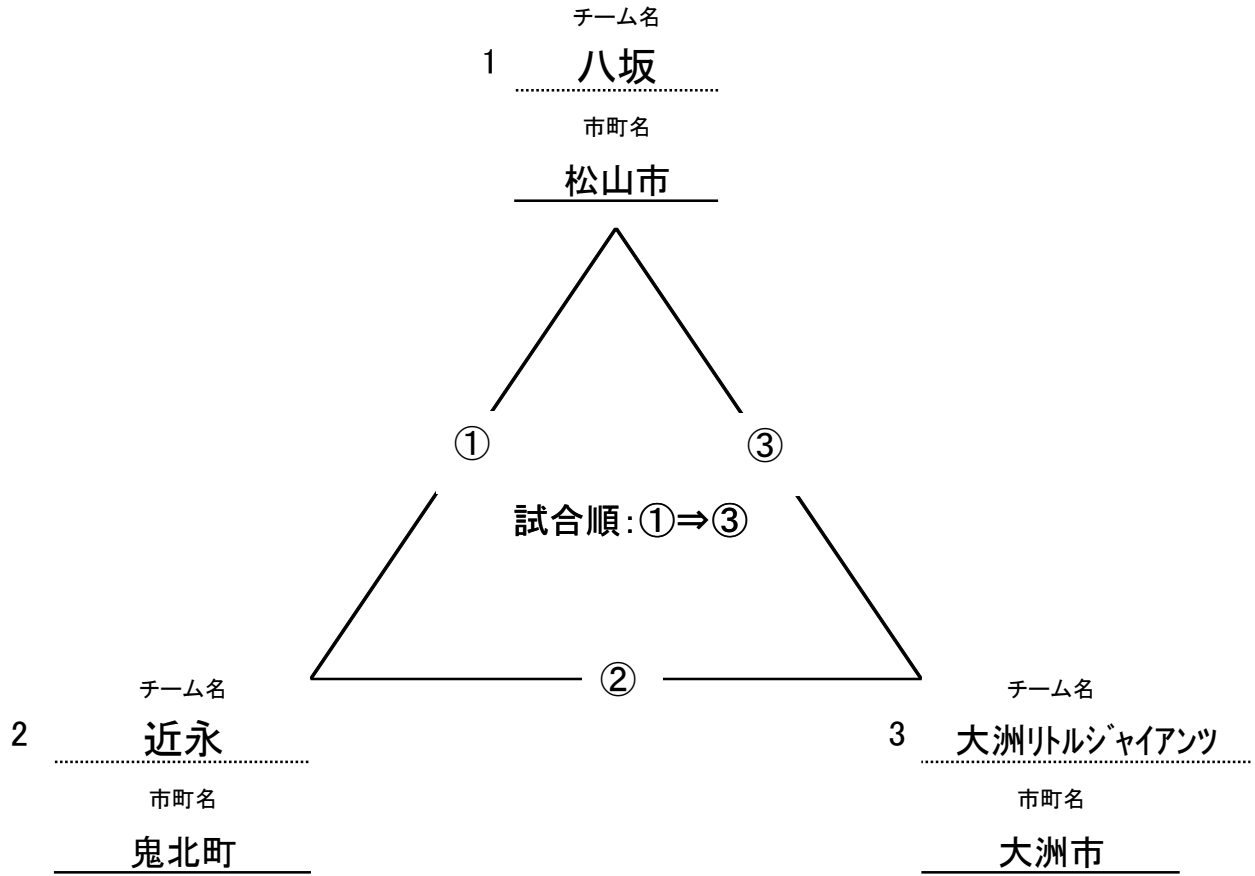 チーム名
1 八坂
市町名
松山市
① ③
試合順：①⇒③
②
チーム名 チーム名
2 近永 3 大洲ﾘﾄﾙｼﾞｬｲｱﾝﾂ
市町名 市町名
鬼北町 大洲市